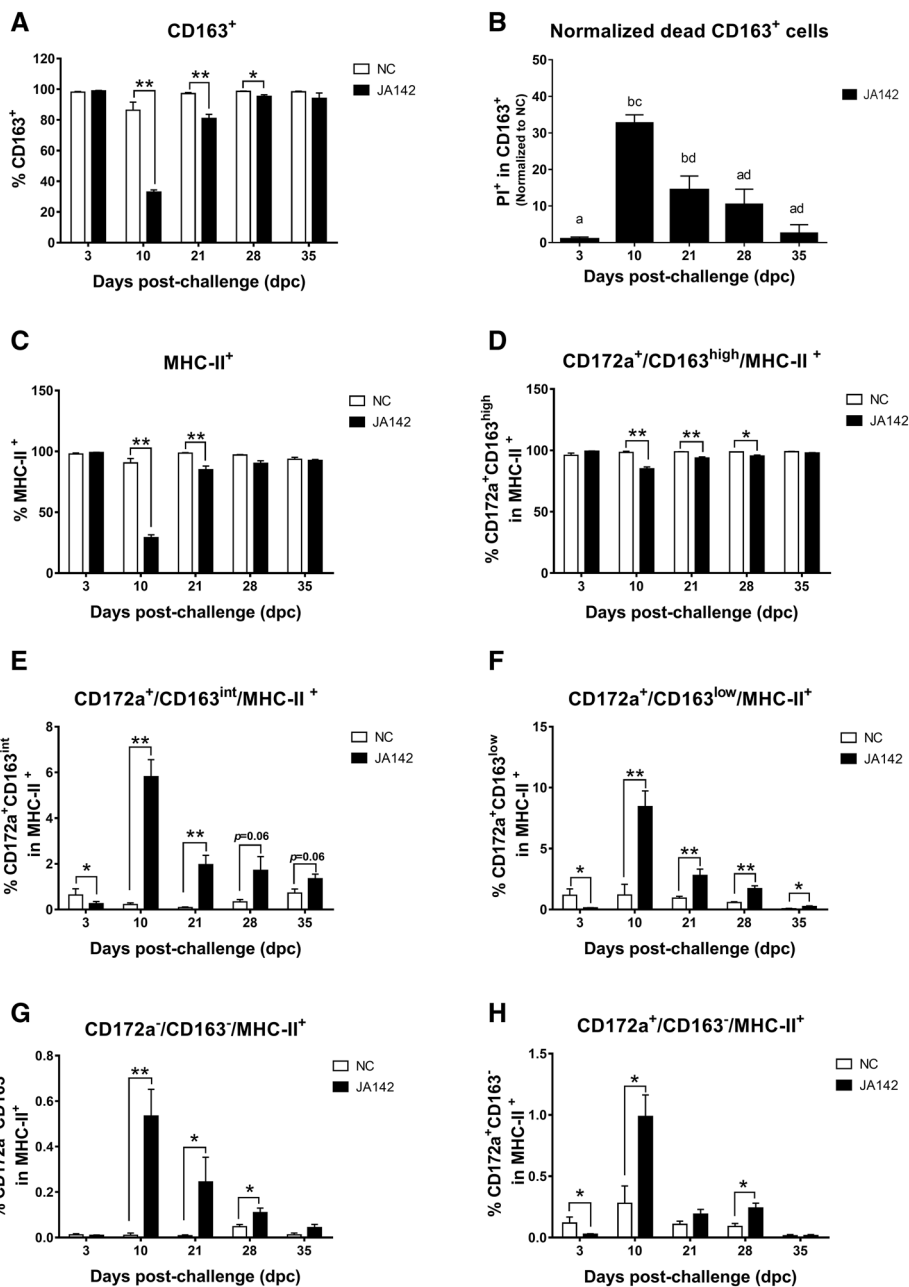 A
CD163⁺
NC
JA142
% CD163⁺
120
100
80
60
40
20
0
**
**
*
3 10 21 28 35
Days post-challenge (dpc)
B
Normalized dead CD163⁺ cells
JA142
PI⁺ in CD163⁺
(Normalized to NC)
50
40
30
20
10
0
a bc bd ad ad
3 10 21 28 35
Days post-challenge (dpc)
C
MHC-II⁺
NC
JA142
% MHC-II⁺
150
100
50
0
**
**
3 10 21 28 35
Days post-challenge (dpc)
D
CD172a⁺/CD163ʰⁱᵍʰ/MHC-II ⁺
NC
JA142
% CD172a⁺CD163ʰⁱᵍʰ
in MHC-II ⁺
150
100
50
0
**
**
*
3 10 21 28 35
Days post-challenge (dpc)
E
CD172a⁺/CD163ⁱⁿᵗ/MHC-II ⁺
NC
JA142
% CD172a⁺CD163ⁱⁿᵗ
in MHC-II ⁺
8
6
4
2
0
*
**
**
p=0.06
p=0.06
3 10 21 28 35
Days post-challenge (dpc)
F
CD172a⁺/CD163ˡᵒʷ/MHC-II⁺
NC
JA142
% CD172a⁺CD163ˡᵒʷ
in MHC-II ⁺
15
10
5
0
*
**
**
**
*
3 10 21 28 35
Days post-challenge (dpc)
G
CD172a⁻/CD163⁻/MHC-II⁺
NC
JA142
in MHC-II⁺
0.8
0.6
0.4
0.2
0.0
**
*
*
3 10 21 28 35
Days post-challenge (dpc)
H
CD172a⁺/CD163⁻/MHC-II⁺
NC
JA142
% CD172a⁺CD163⁻
in MHC-II ⁺
1.5
1.0
0.5
0.0
*
*
*
3 10 21 28 35
Days post-challenge (dpc)